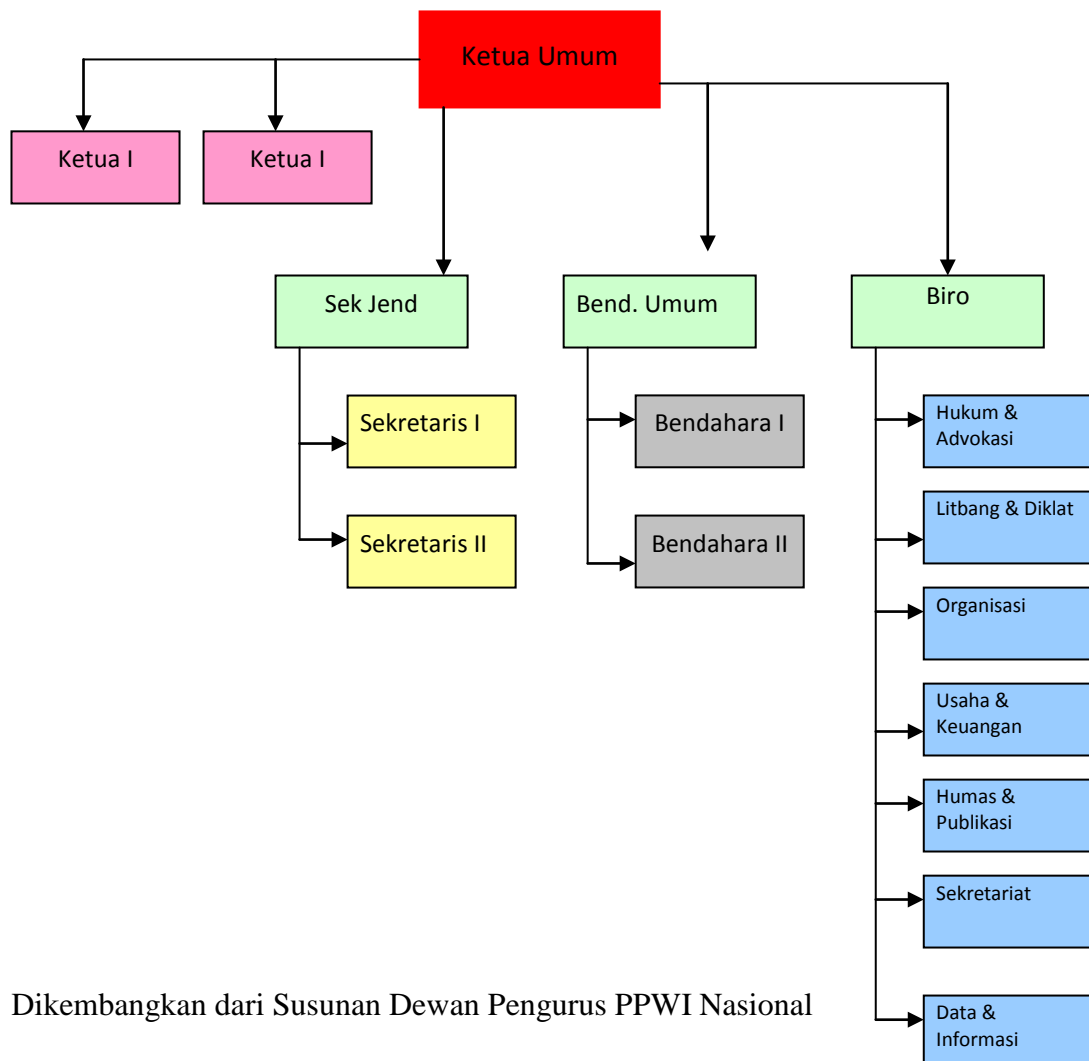 Ketua Umum
Ketua I
Ketua I
Sek Jend
Bend. Umum
Biro
Sekretaris I
Bendahara I
Hukum &
Advokasi
Litbang & Diklat
Sekretaris II
Bendahara II
Organisasi
Usaha &
Keuangan
Humas &
Publikasi
Sekretariat
Dikembangkan dari Susunan Dewan Pengurus PPWI Nasional
Data &
Informasi